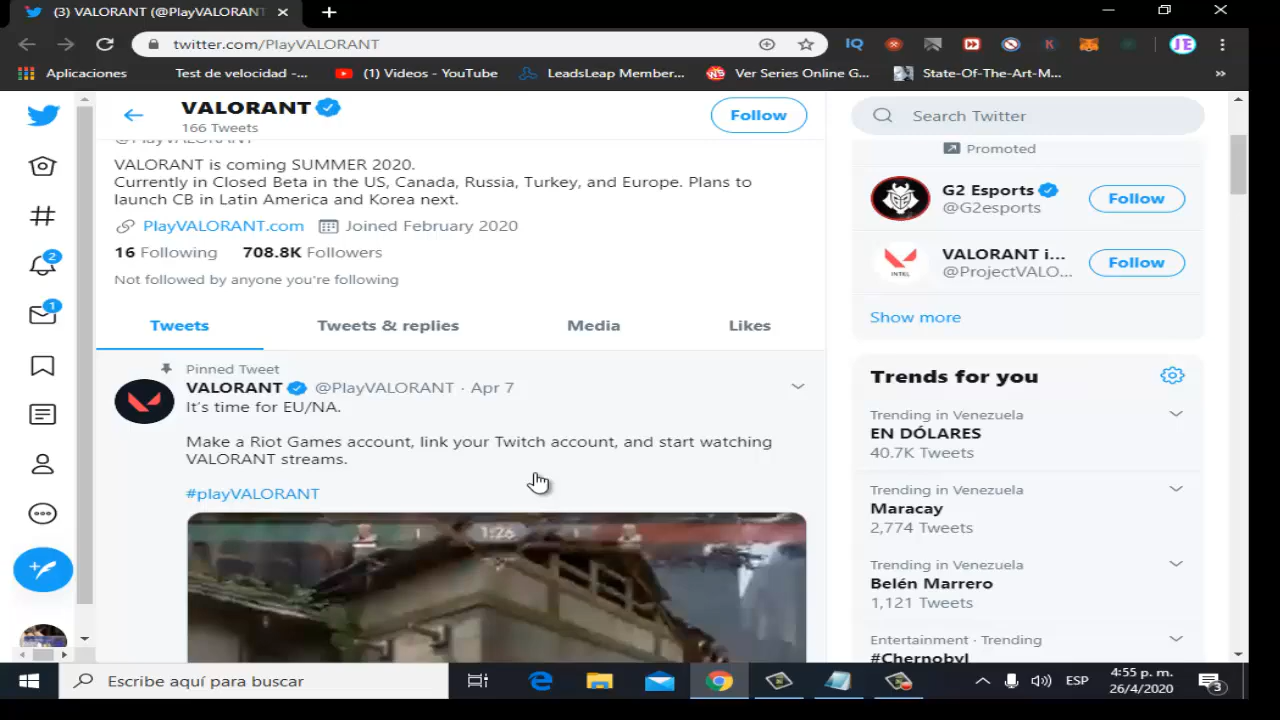 (3) VALORANT (@PlayVALORANT
twitter.com/PlayVALORANT
IQ
K
JE
Aplicaciones
Test de velocidad -...
(1) Videos - YouTube
LeadsLeap Member...
Ver Series Online G...
State-Of-The-Art-M...
VALORANT
166 Tweets
Follow
@PlayVALORANT
VALORANT is coming SUMMER 2020.
Currently in Closed Beta in the US, Canada, Russia, Turkey, and Europe. Plans to
launch CB in Latin America and Korea next.
PlayVALORANT.com
Joined February 2020
16 Following
708.8K Followers
Not followed by anyone you're following
Tweets
Tweets & replies
Media
Likes
Pinned Tweet
VALORANT @PlayVALORANT · Apr 7
It's time for EU/NA.
Make a Riot Games account, link your Twitch account, and start watching
VALORANT streams.
#playVALORANT
1:26
2
1
Search Twitter
Promoted
G2 Esports
@G2esports
Follow
INTEL
VALORANT i...
@ProjectVALO...
Follow
Show more
Trends for you
Trending in Venezuela
EN DÓLARES
40.7K Tweets
Trending in Venezuela
Maracay
2,774 Tweets
Trending in Venezuela
Belén Marrero
1,121 Tweets
Entertainment · Trending
#Chernobyl
Escribe aquí para buscar
ESP
4:55 p. m.
26/4/2020
3